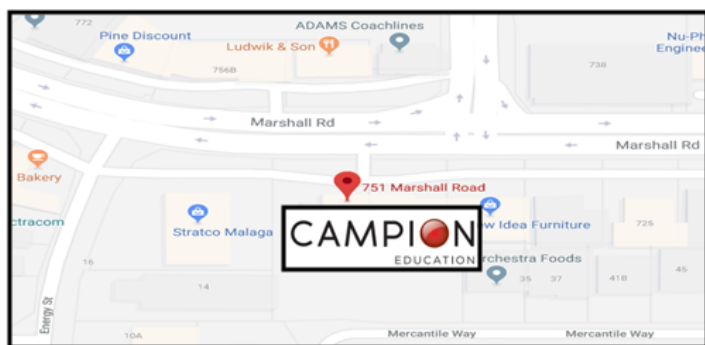 772
ADAMS Coachlines
Pine Discount
Nu-Ph
Enginee
Ludwik & Son
756B
738
Marshall Rd
Marshall Rd
Bakery
751 Marshall Road
ctracom
Stratco Malaga
CAMPION
EDUCATION
ew Idea Furniture
725
rchestra Foods
16
14
35
37
41B
45
Energy St
10A
Mercantile Way
Mercantile Way